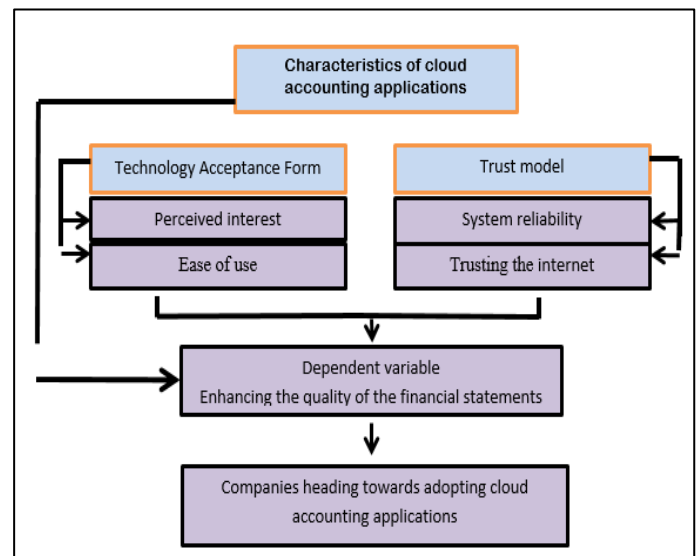 Characteristics of cloud
accounting applications
Technology Acceptance Form
Trust model
Perceived interest
System reliability
Ease of use
Trusting the internet
Dependent variable
Enhancing the quality of the financial statements
Companies heading towards adopting cloud
accounting applications